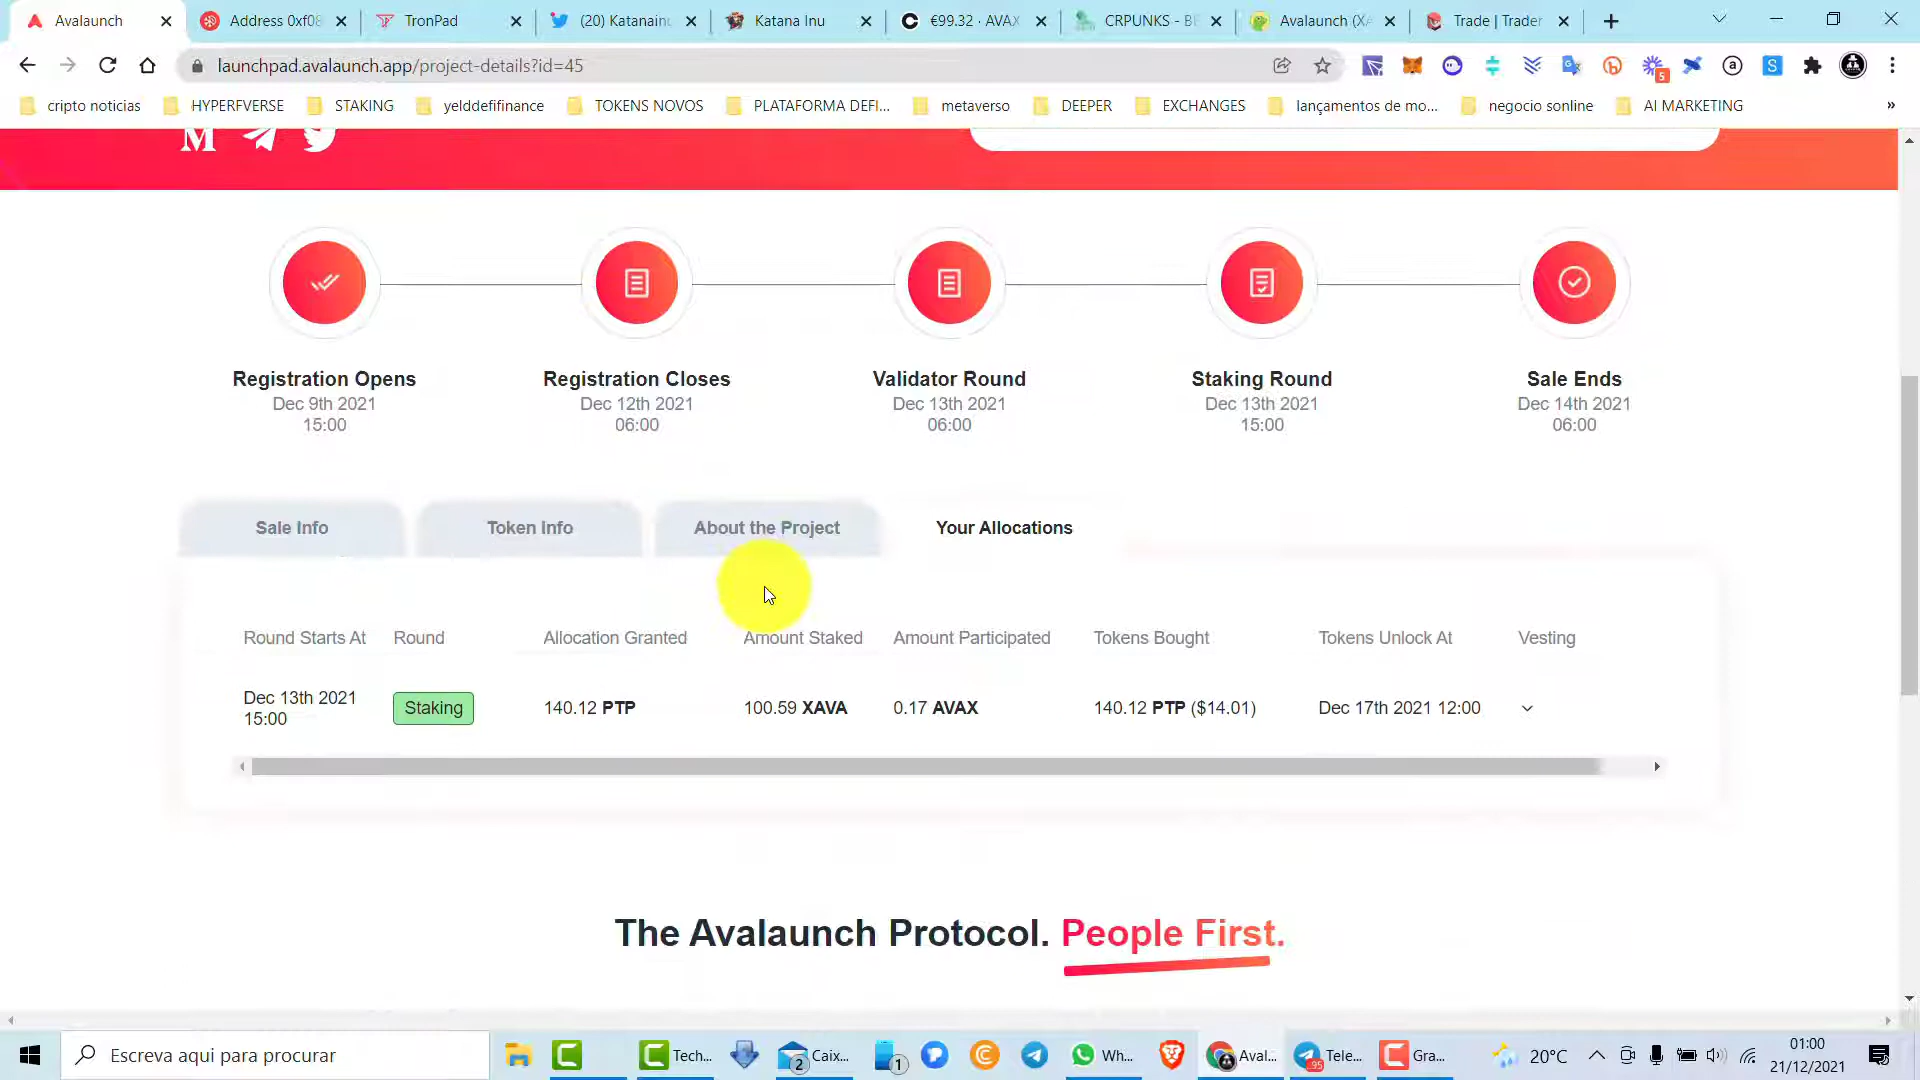 Avalaunch
Address 0xf08
TronPad
(20) Katanainu
Katana Inu
€99.32 · AVAX
CRPUNKS - BE
Avalaunch (XA
Trade | Trader
launchpad.avalaunch.app/project-details?id=45
5
cripto noticias
HYPERFVERSE
STAKING
yelddefifinance
TOKENS NOVOS
PLATAFORMA DEFI...
metaverso
DEEPER
EXCHANGES
lançamentos de mo...
negocio sonline
AI MARKETING
»
Registration Opens
Dec 9th 2021
15:00
Registration Closes
Dec 12th 2021
06:00
Validator Round
Dec 13th 2021
06:00
Staking Round
Dec 13th 2021
15:00
Sale Ends
Dec 14th 2021
06:00
Sale Info
Token Info
About the Project
Your Allocations
Round Starts At
Round
Allocation Granted
Amount Staked
Amount Participated
Tokens Bought
Tokens Unlock At
Vesting
Dec 13th 2021
15:00
Staking
140.12 PTP
100.59 XAVA
0.17 AVAX
140.12 PTP ($14.01)
Dec 17th 2021 12:00
The Avalaunch Protocol. People First.
Escreva aqui para procurar
Tech...
2
Caix...
1
Wh...
Aval...
95
Tele...
Gra...
20°C
01:00
21/12/2021